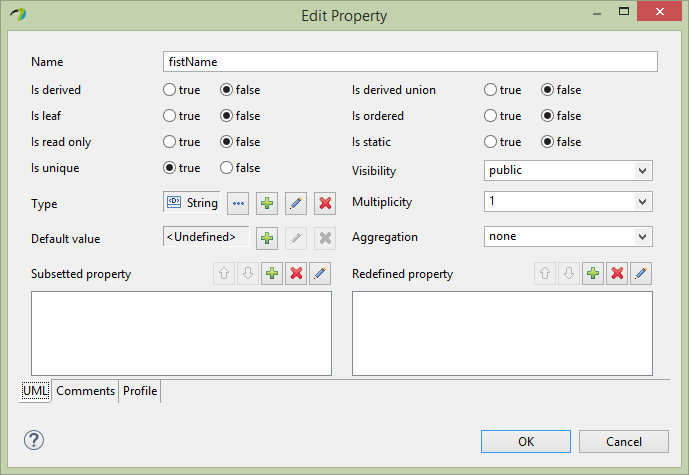 Edit Property
Name fistName
Is derived true false Is derived union true false
Is leaf true false Is ordered true false
Is read only true false Is static true false
Is unique true false Visibility public
Type <D> String Multiplicity 1
Default value <Undefined> Aggregation none
Subsetted property Redefined property
UML Comments Profile
? OK Cancel